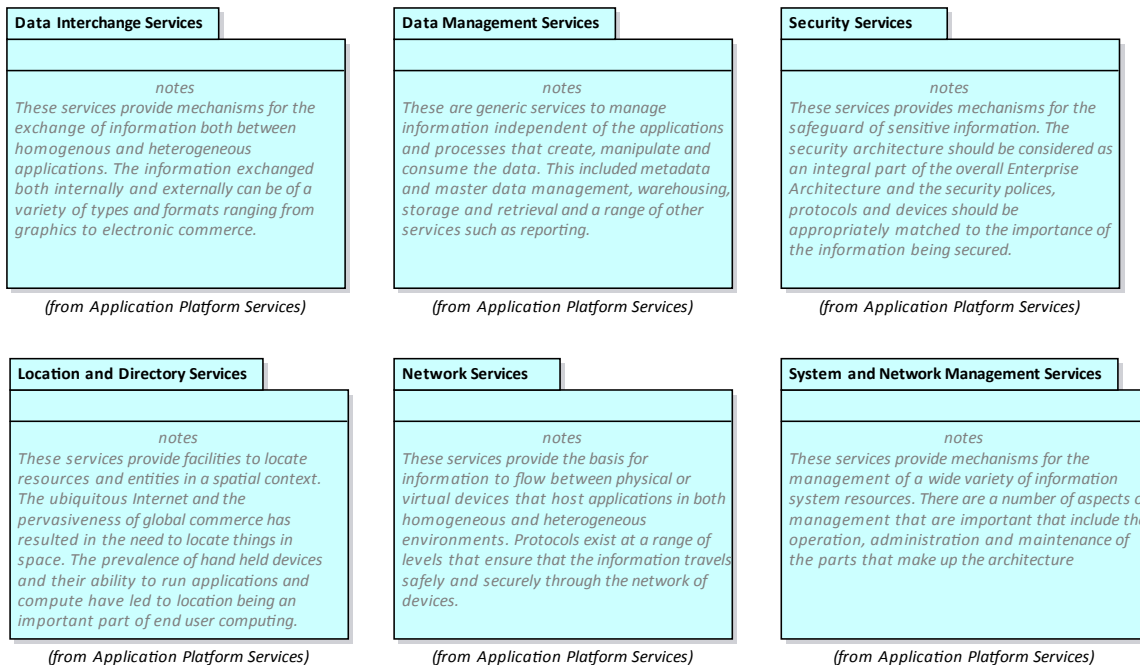 Data Interchange Services
notes
These services provide mechanisms for the
exchange of information both between
homogenous and heterogeneous
applications. The information exchanged
both internally and externally can be of a
variety of types and formats ranging from
graphics to electronic commerce.
(from Application Platform Services)
Data Management Services
notes
These are generic services to manage
information independent of the applications
and processes that create, manipulate and
consume the data. This included metadata
and master data management, warehousing,
storage and retrieval and a range of other
services such as reporting.
(from Application Platform Services)
Security Services
notes
These services provides mechanisms for the
safeguard of sensitive information. The
security architecture should be considered as
an integral part of the overall Enterprise
Architecture and the security polices,
protocols and devices should be
appropriately matched to the importance of
the information being secured.
(from Application Platform Services)
Location and Directory Services
notes
These services provide facilities to locate
resources and entities in a spatial context.
The ubiquitous Internet and the
pervasiveness of global commerce has
resulted in the need to locate things in
space. The prevalence of hand held devices
and their ability to run applications and
compute have led to location being an
important part of end user computing.
(from Application Platform Services)
Network Services
notes
These services provide the basis for
information to flow between physical or
virtual devices that host applications in both
homogeneous and heterogeneous
environments. Protocols exist at a range of
levels that ensure that the information travels
safely and securely through the network of
devices.
(from Application Platform Services)
System and Network Management Services
notes
These services provide mechanisms for the
management of a wide variety of information
system resources. There are a number of aspects of
management that are important that include the
operation, administration and maintenance of
the parts that make up the architecture
(from Application Platform Services)